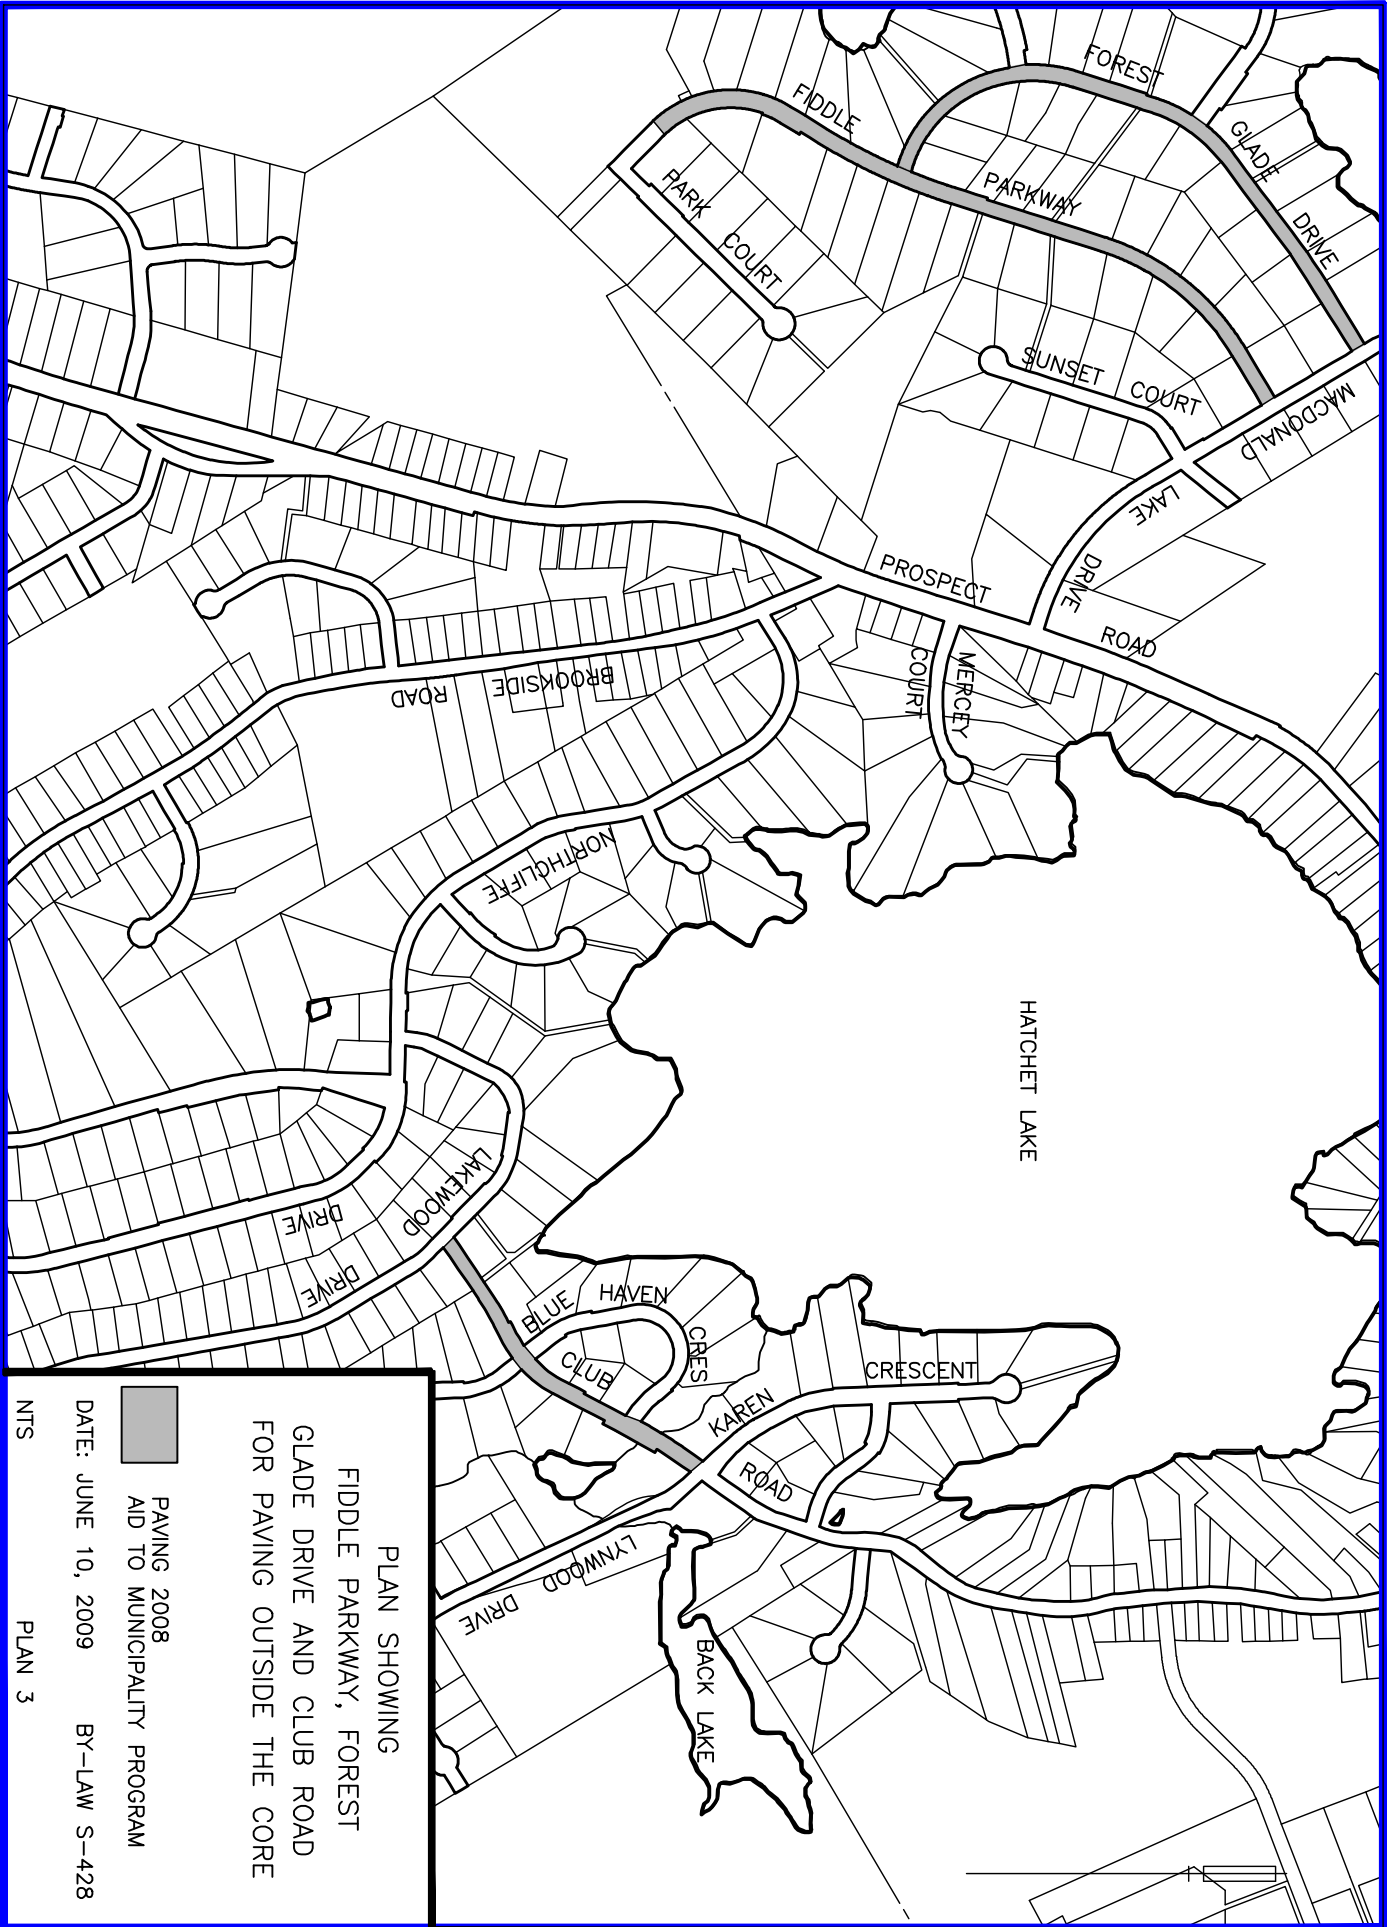 FOREST
GLADE
DRIVE
FIDDLE
PARKWAY
PARK
COURT
SUNSET COURT
MACDONALD
LAKE
DRIVE
PROSPECT
ROAD
MERCEY
COURT
BROOKSIDE
ROAD
NORTHCLIFFE
DRIVE
HATCHET LAKE
LAKEWOOD
DRIVE
BLUE
HAVEN
CRES
CLUB
ROAD
KAREN
CRESCENT
LYNWOOD
DRIVE
BACK LAKE
PLAN SHOWING
FIDDLE PARKWAY, FOREST
GLADE DRIVE AND CLUB ROAD
FOR PAVING OUTSIDE THE CORE
PAVING 2008
AID TO MUNICIPALITY PROGRAM
DATE: JUNE 10, 2009 BY-LAW S-428
NTS PLAN 3